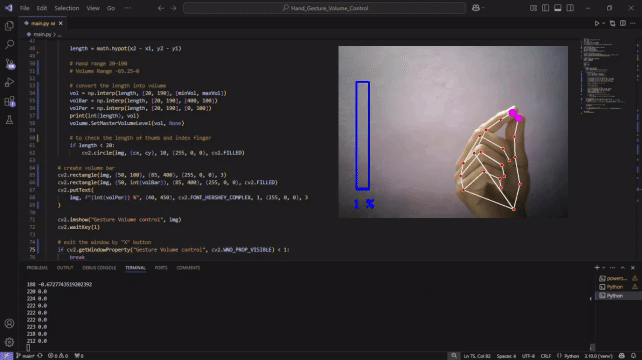 File Edit Selection View Go
Hand_Gesture_Volume_Control
main.py
main.py
48 length = math.hypot(x2 - x1, y2 - y1)
50 # Hand range 20-190
51 # Volume Range -65.25-0
53 # convert the length into volume
54 vol = np.interp(length, [20, 190], [minVol, maxVol])
55 volBar = np.interp(length, [20, 190], [400, 100])
56 volPer = np.interp(length, [20, 190], [0, 100])
57 print(int(length), vol)
58 volume.SetMasterVolumeLevel(vol, None)
60 # to check the length of thumb and index finger
61 if length < 20:
62 cv2.circle(img, (cx, cy), 10, (255, 0, 0), cv2.FILLED)
64 # create volume bar
65 cv2.rectangle(img, (50, 100), (85, 400), (255, 0, 0), 3)
66 cv2.rectangle(img, (50, int(volBar)), (85, 400), (255, 0, 0), cv2.FILLED)
67 cv2.putText(
68 img, f"{int(volPer)} %", (40, 450), cv2.FONT_HERSHEY_COMPLEX, 1, (255, 0, 0), 3
69 )
71 cv2.imshow("Gesture Volume control", img)
72 cv2.waitKey(1)
74 # exit the window by "X" button
75 if cv2.getWindowProperty("Gesture Volume control", cv2.WND_PROP_VISIBLE) < 1:
76 break
1 %
PROBLEMS OUTPUT DEBUG CONSOLE TERMINAL PORTS COMMENTS
188 -0.6727743519202392
220 0.0
224 0.0
222 0.0
222 0.0
222 0.0
223 0.0
218 0.0
212 0.0
powers...
Python
Python
main* 0 0 0 Ln 75, Col 82 Spaces: 4 UTF-8 CRLF Python 3.10.0 ('venv')